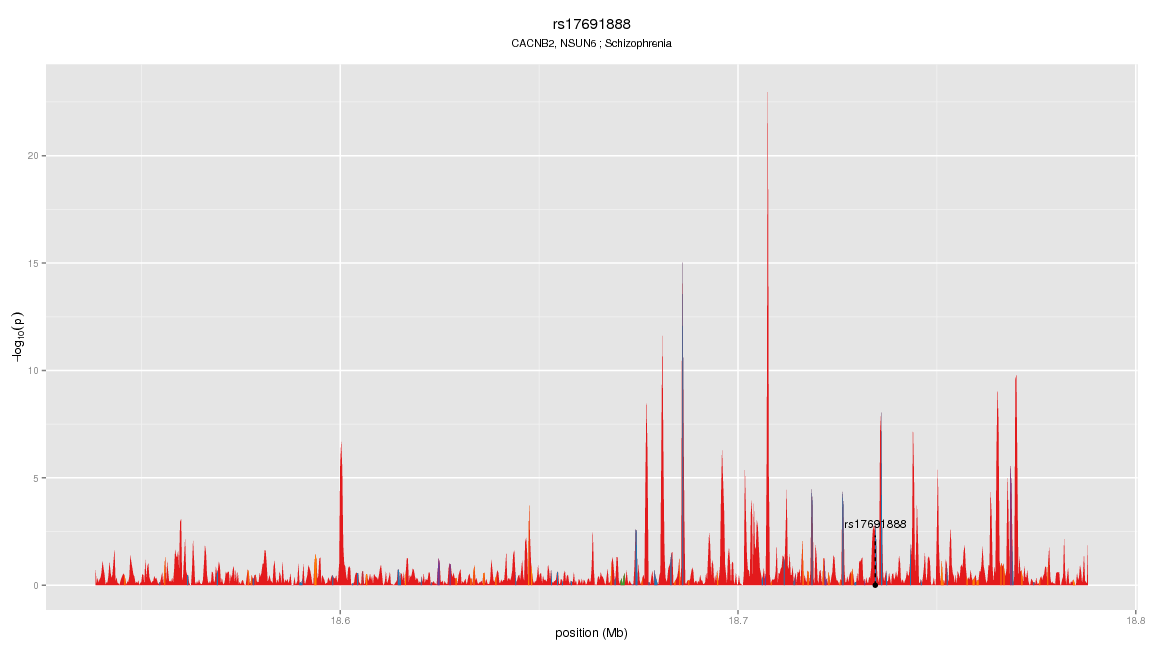 rs17691888
CACNB2, NSUN6 ; Schizophrenia
20
15
10
5
0
−log10(p)
rs17691888
18.6
18.7
18.8
position (Mb)